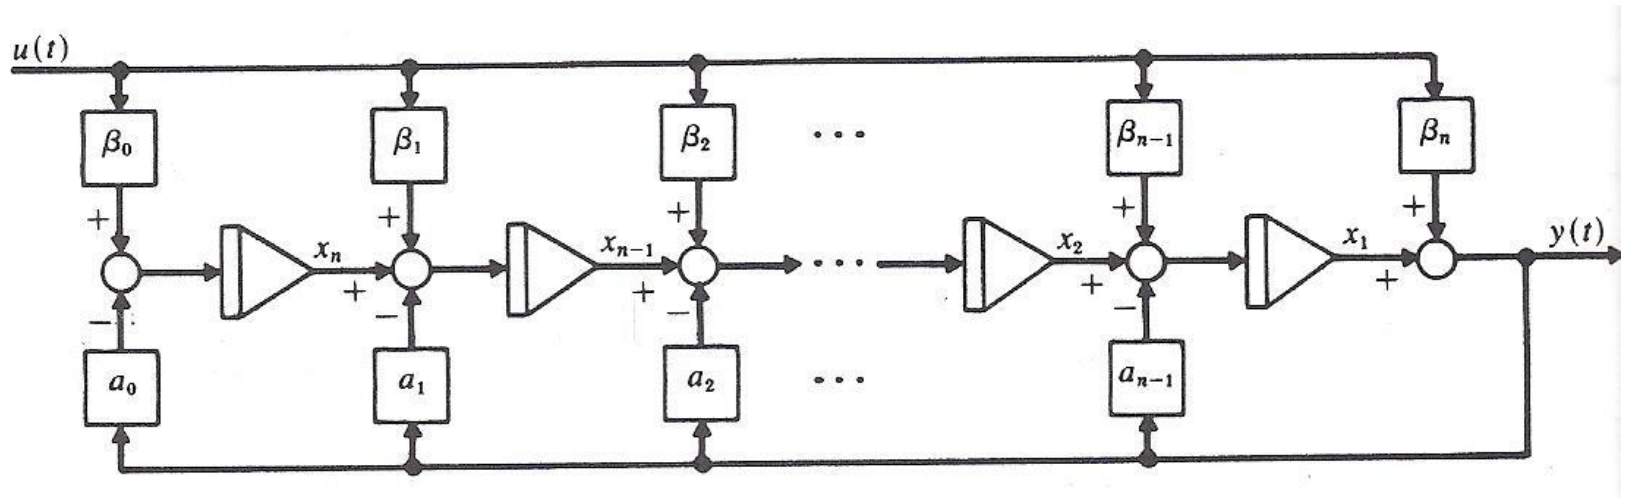 u(t)
β₀ β₁ β₂ ··· βₙ₋₁ βₙ
+ + + + +
xₙ xₙ₋₁ x₂ x₁ y(t)
+ + ··· + +
− − − −
a₀ a₁ a₂ ··· aₙ₋₁